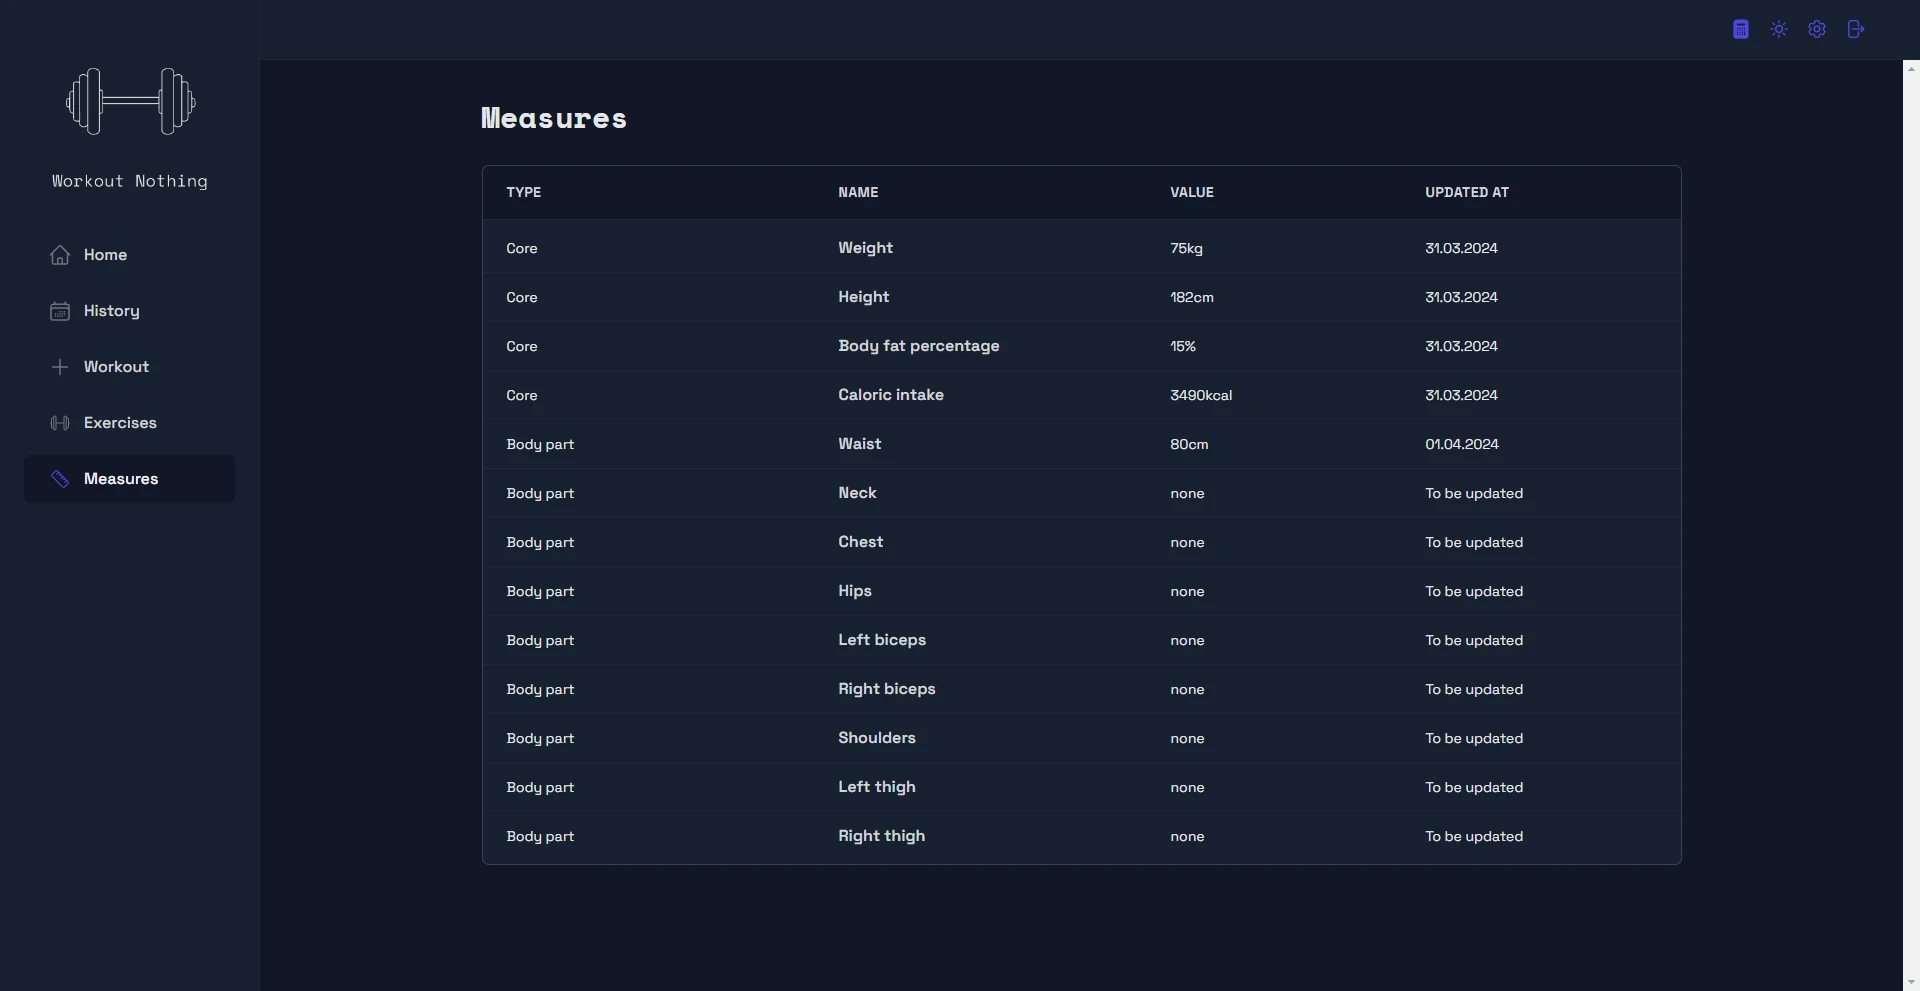 Workout Nothing
Home
History
Workout
Exercises
Measures
Measures
TYPE NAME VALUE UPDATED AT
Core Weight 75kg 31.03.2024
Core Height 182cm 31.03.2024
Core Body fat percentage 15% 31.03.2024
Core Caloric intake 3490kcal 31.03.2024
Body part Waist 80cm 01.04.2024
Body part Neck none To be updated
Body part Chest none To be updated
Body part Hips none To be updated
Body part Left biceps none To be updated
Body part Right biceps none To be updated
Body part Shoulders none To be updated
Body part Left thigh none To be updated
Body part Right thigh none To be updated